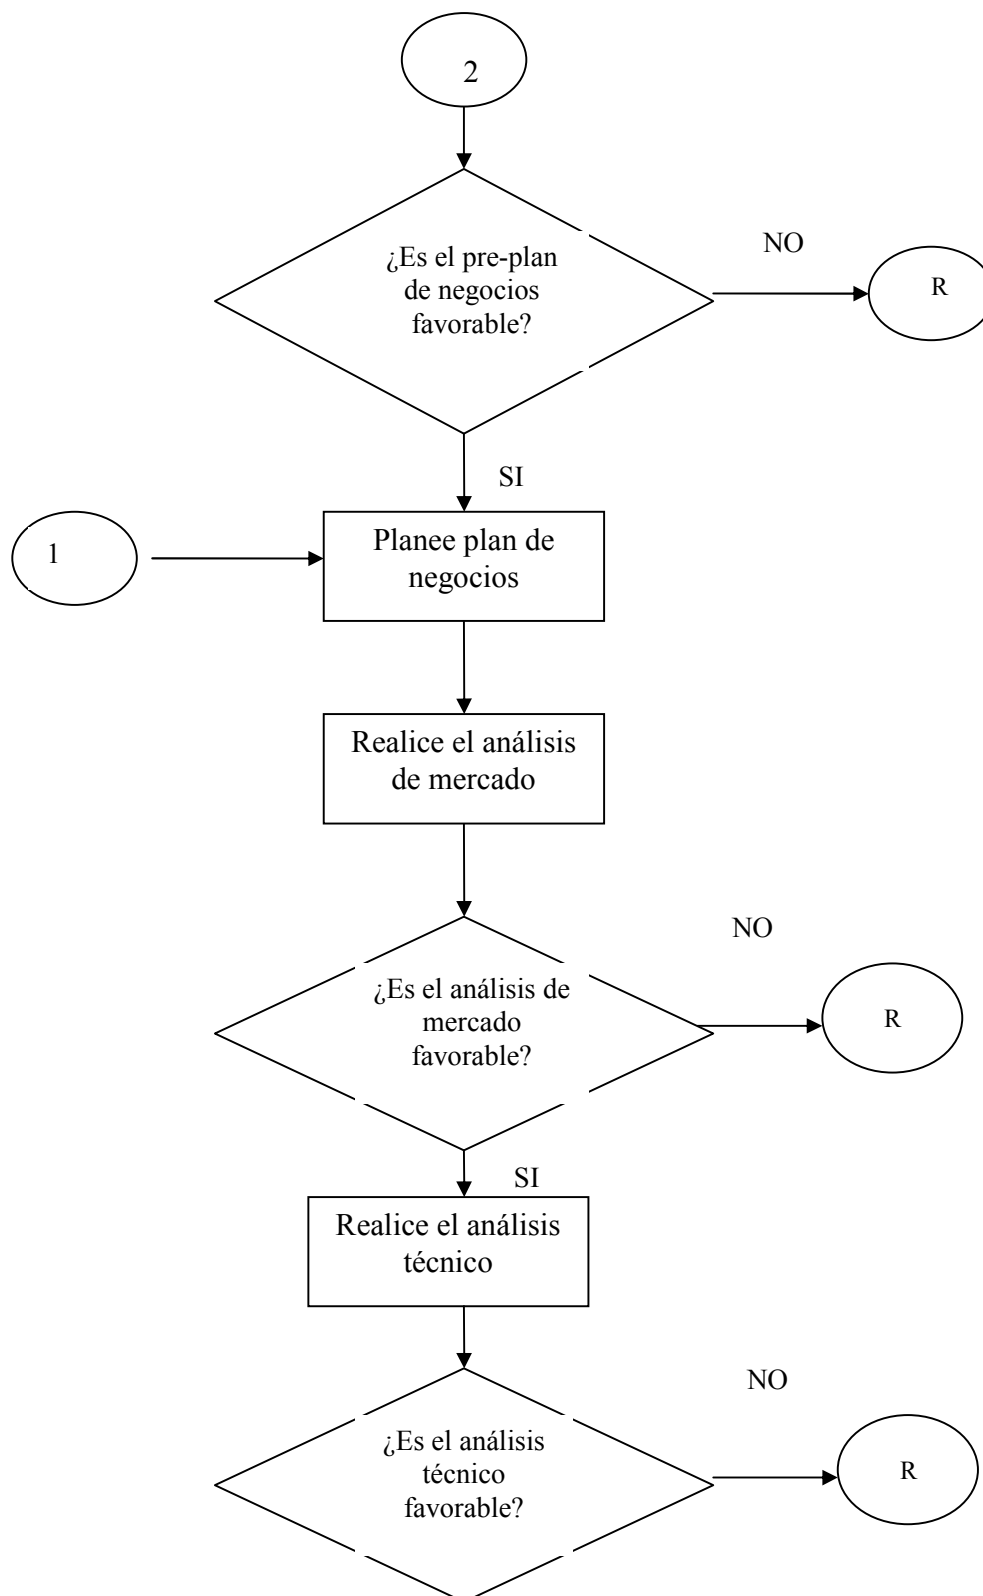 2
¿Es el pre-plan
de negocios
favorable?
NO
R
SI
1
Planee plan de
negocios
Realice el análisis
de mercado
¿Es el análisis de
mercado
favorable?
NO
R
SI
Realice el análisis
técnico
¿Es el análisis
técnico
favorable?
NO
R